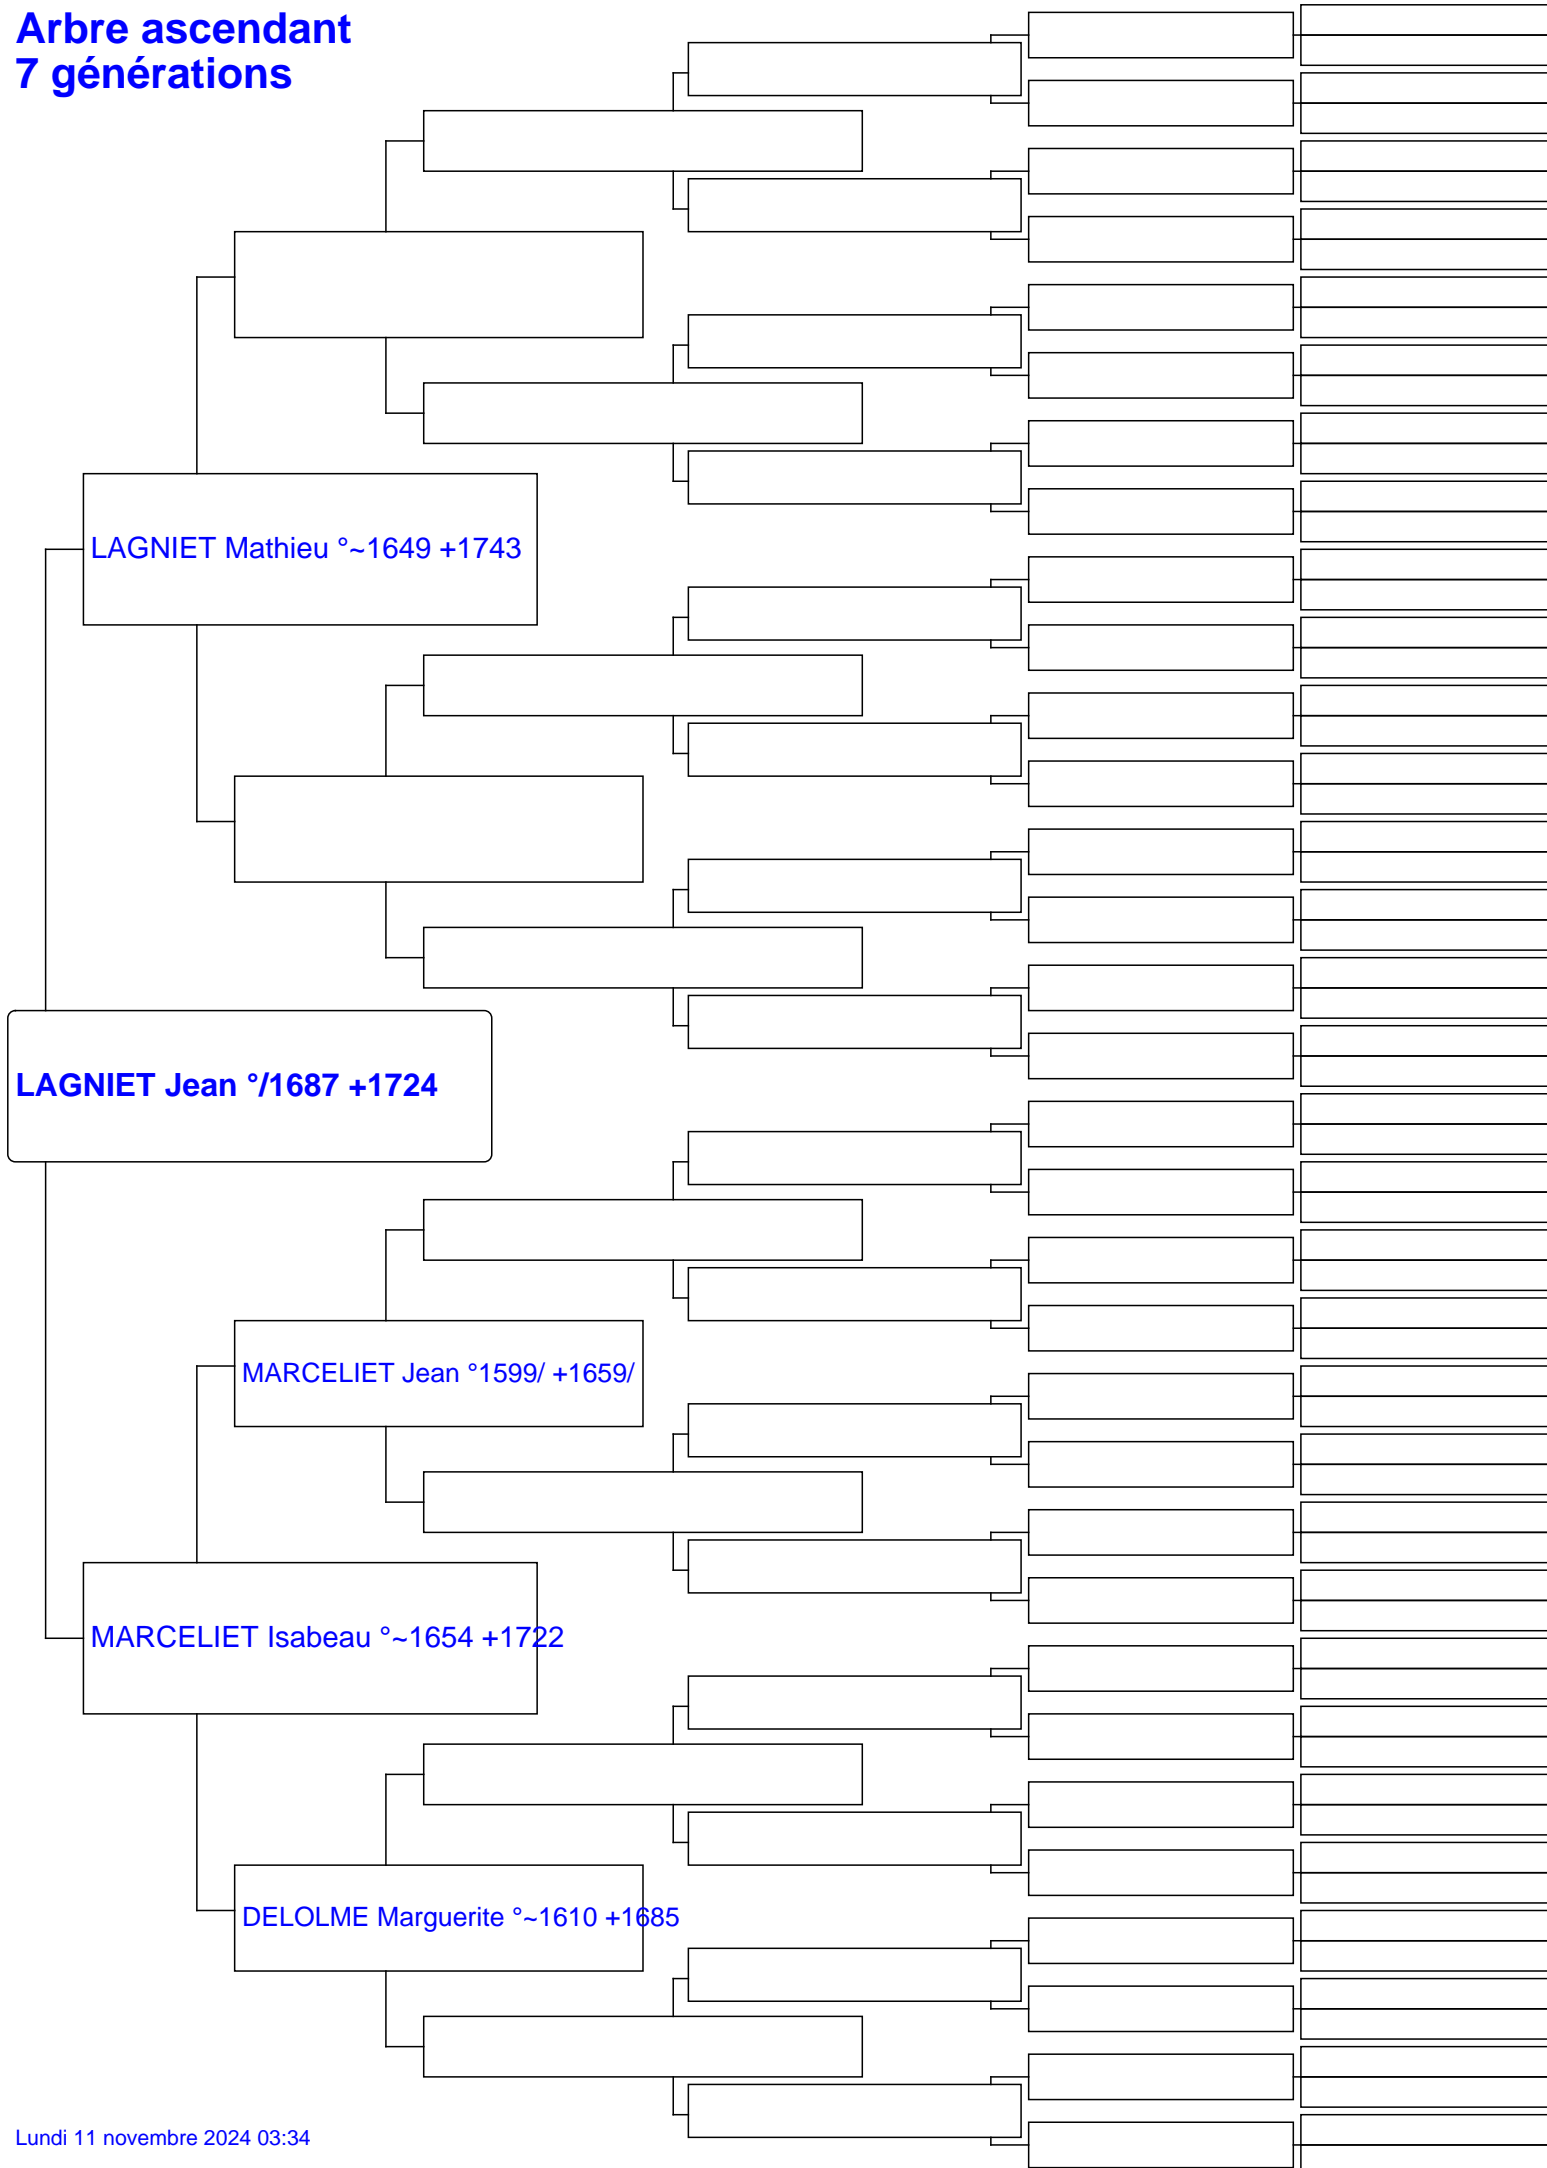 Arbre ascendant
7 générations
LAGNIET Mathieu °~1649 +1743
LAGNIET Jean °/1687 +1724
MARCELIET Jean °1599/ +1659/
MARCELIET Isabeau °~1654 +1722
DELOLME Marguerite °~1610 +1685
Lundi 11 novembre 2024 03:34